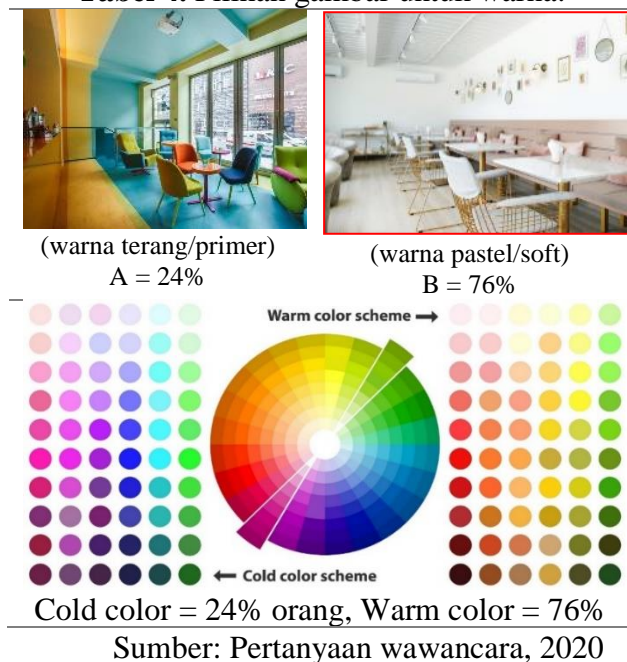 (warna terang/primer)
A = 24%
(warna pastel/soft)
B = 76%
Warm color scheme
Cold color scheme
Cold color = 24% orang, Warm color = 76%
Sumber: Pertanyaan wawancara, 2020